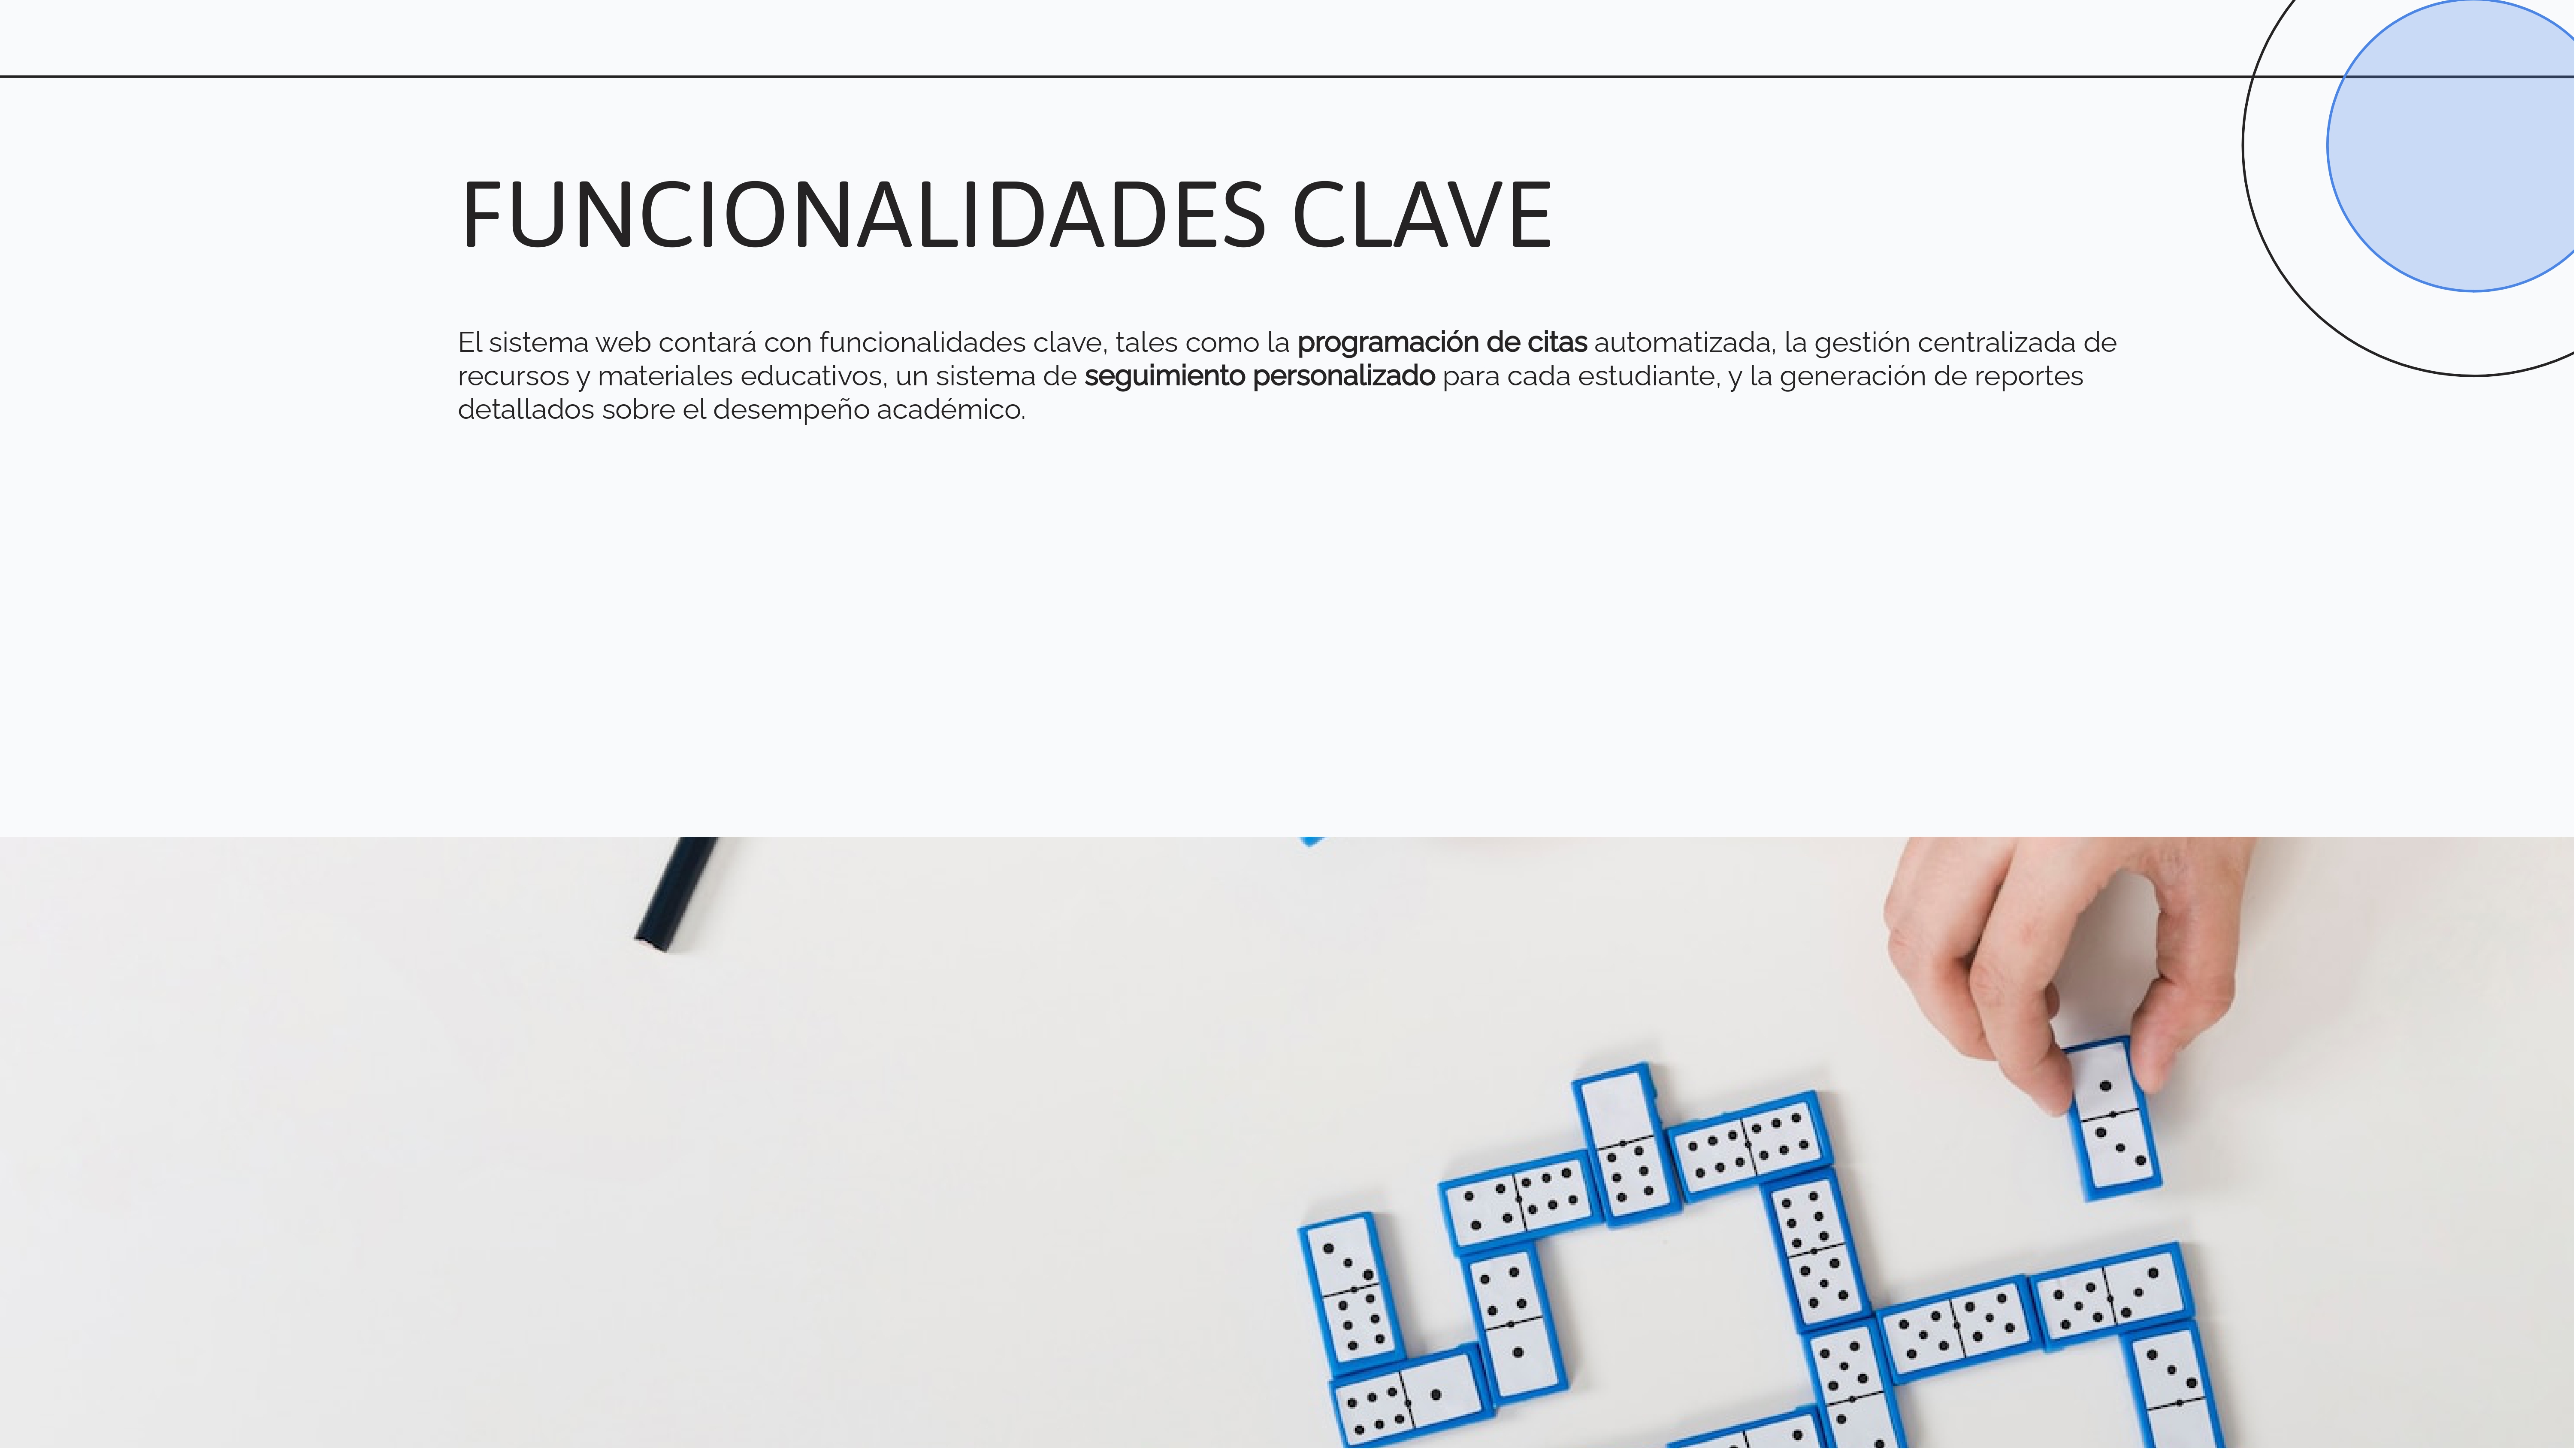 FUNCIONALIDADES CLAVE
El sistema web contará con funcionalidades clave, tales como la programación de citas automatizada, la gestión centralizada de
recursos y materiales educativos, un sistema de seguimiento personalizado para cada estudiante, y la generación de reportes
detallados sobre el desempeño académico.